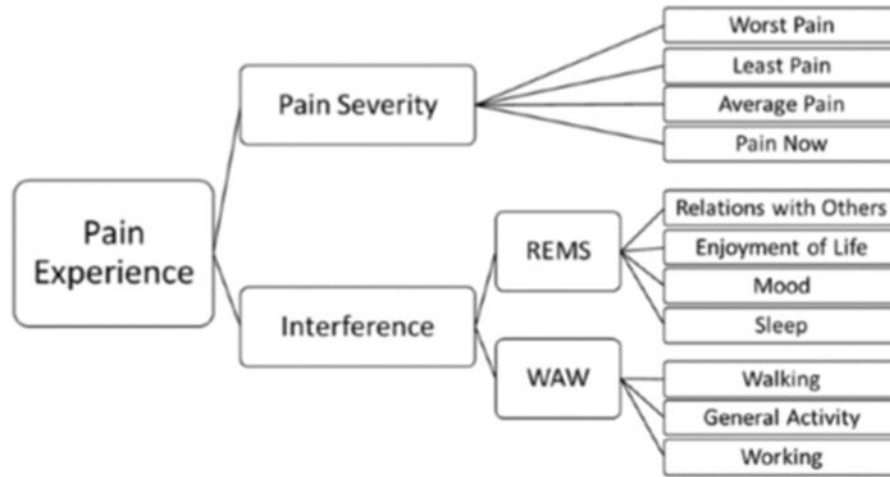 Pain
Experience
Pain Severity
Interference
REMS
WAW
Worst Pain
Least Pain
Average Pain
Pain Now
Relations with Others
Enjoyment of Life
Mood
Sleep
Walking
General Activity
Working